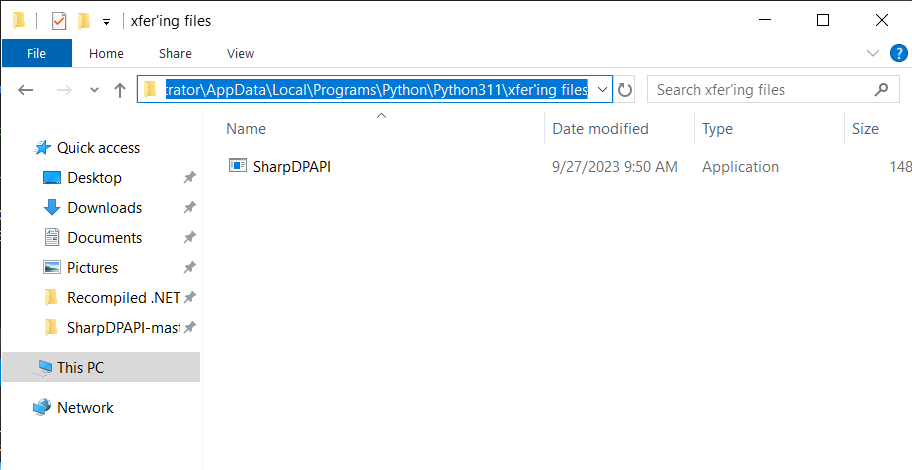 xfer'ing files
File Home Share View
trator\AppData\Local\Programs\Python\Python311\xfer'ing files
Search xfer'ing files
Name Date modified Type Size
Quick access
SharpDPAPI 9/27/2023 9:50 AM Application 148
Desktop
Downloads
Documents
Pictures
Recompiled .NET
SharpDPAPI-mast
This PC
Network